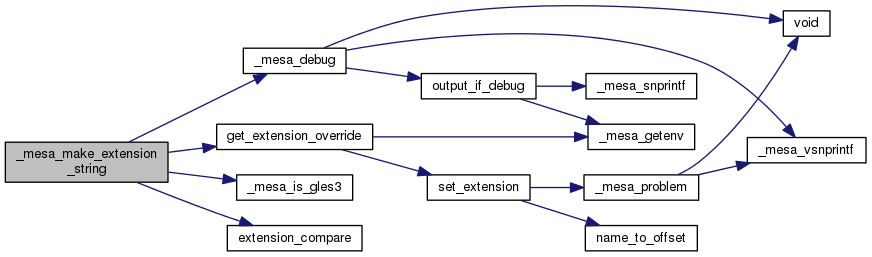 _mesa_make_extension
_string
_mesa_debug
get_extension_override
_mesa_is_gles3
extension_compare
output_if_debug
set_extension
_mesa_snprintf
_mesa_getenv
_mesa_problem
name_to_offset
void
_mesa_vsnprintf